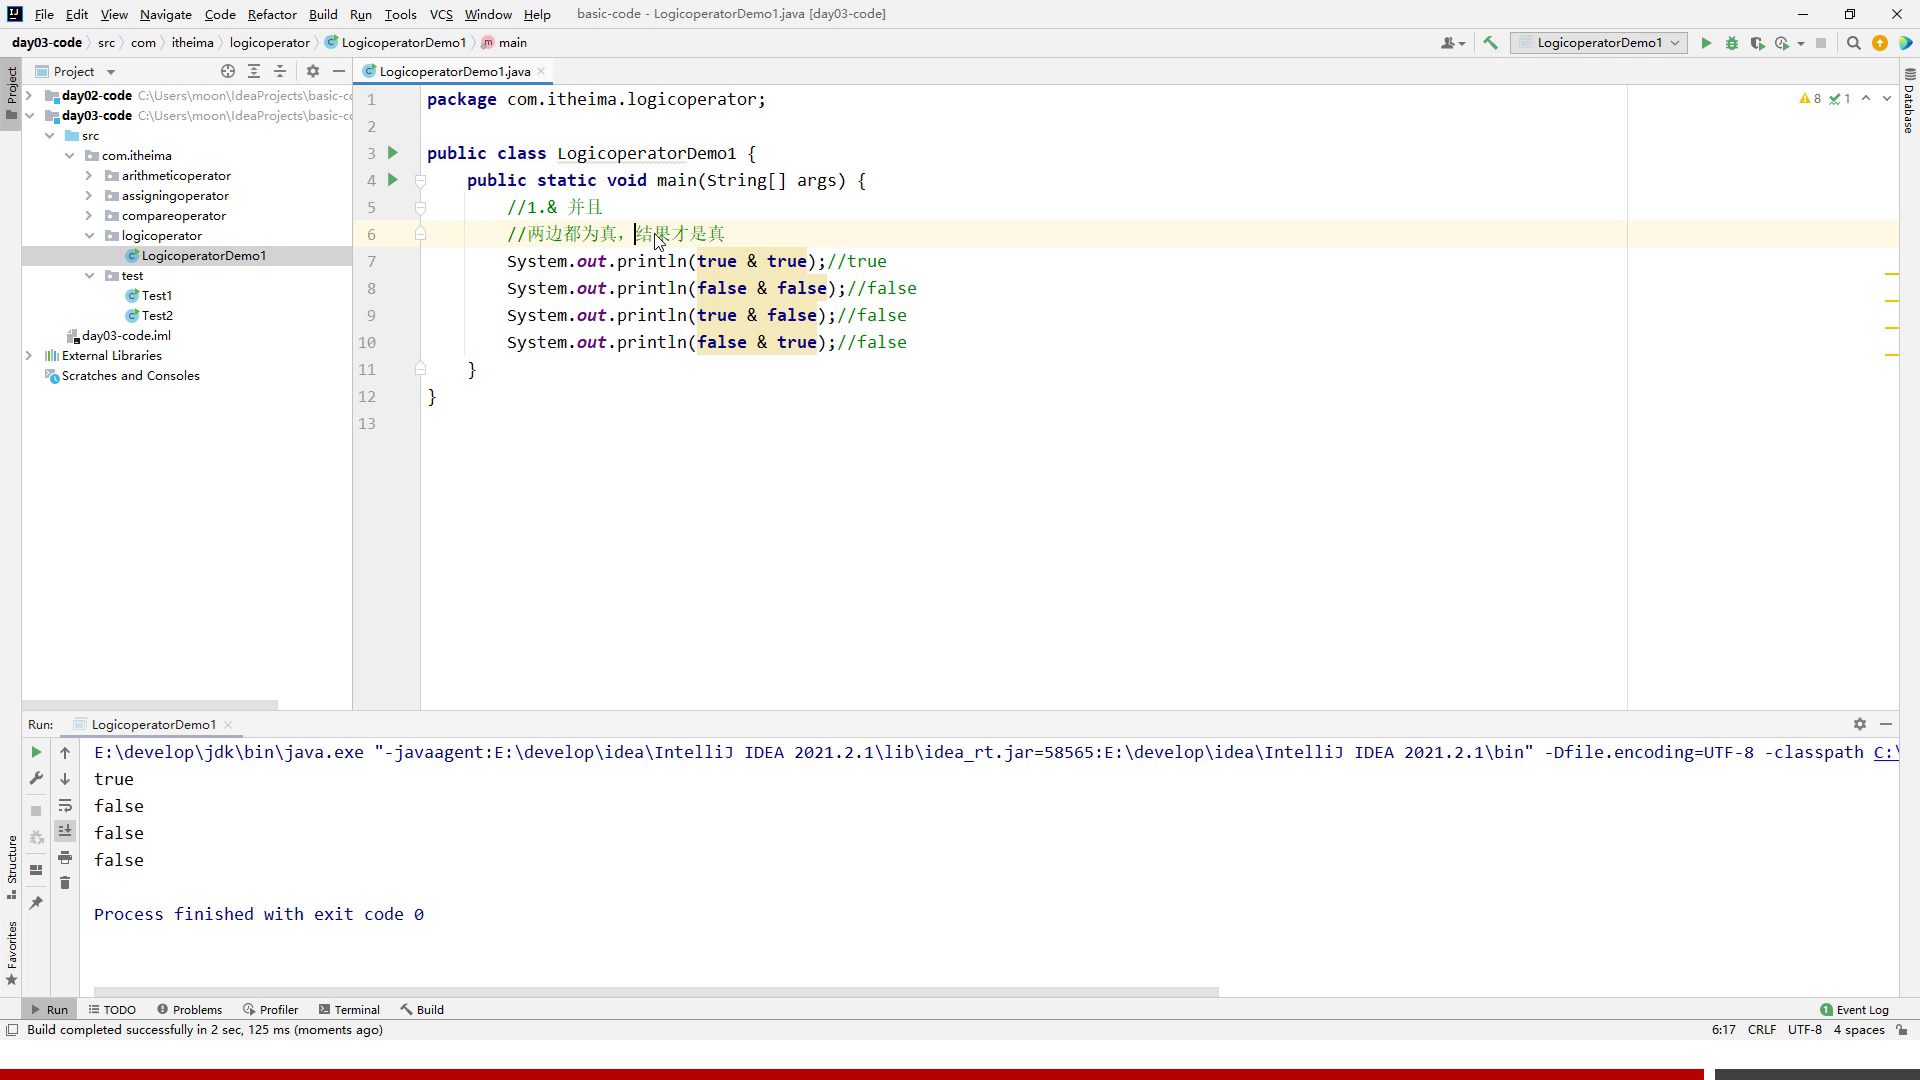 File Edit View Navigate Code Refactor Build Run Tools VCS Window Help basic-code - LogicoperatorDemo1.java [day03-code]
day03-code src com itheima logicoperator LogicoperatorDemo1 main
LogicoperatorDemo1
Project
Project
LogicoperatorDemo1.java
day02-code C:\Users\moon\IdeaProjects\basic-c
day03-code C:\Users\moon\IdeaProjects\basic-c
src
com.itheima
arithmeticoperator
assigningoperator
compareoperator
logicoperator
LogicoperatorDemo1
test
Test1
Test2
day03-code.iml
External Libraries
Scratches and Consoles
1 package com.itheima.logicoperator;
2
3 public class LogicoperatorDemo1 {
4 public static void main(String[] args) {
5 //1.& 并且
6 //两边都为真，结果才是真
7 System.out.println(true & true);//true
8 System.out.println(false & false);//false
9 System.out.println(true & false);//false
10 System.out.println(false & true);//false
11 }
12 }
13
8 1
Database
Run: LogicoperatorDemo1
E:\develop\jdk\bin\java.exe "-javaagent:E:\develop\idea\IntelliJ IDEA 2021.2.1\lib\idea_rt.jar=58565:E:\develop\idea\IntelliJ IDEA 2021.2.1\bin" -Dfile.encoding=UTF-8 -classpath C:\
true
false
false
false
Process finished with exit code 0
Structure
Favorites
Run TODO Problems Profiler Terminal Build
1 Event Log
Build completed successfully in 2 sec, 125 ms (moments ago)
6:17 CRLF UTF-8 4 spaces